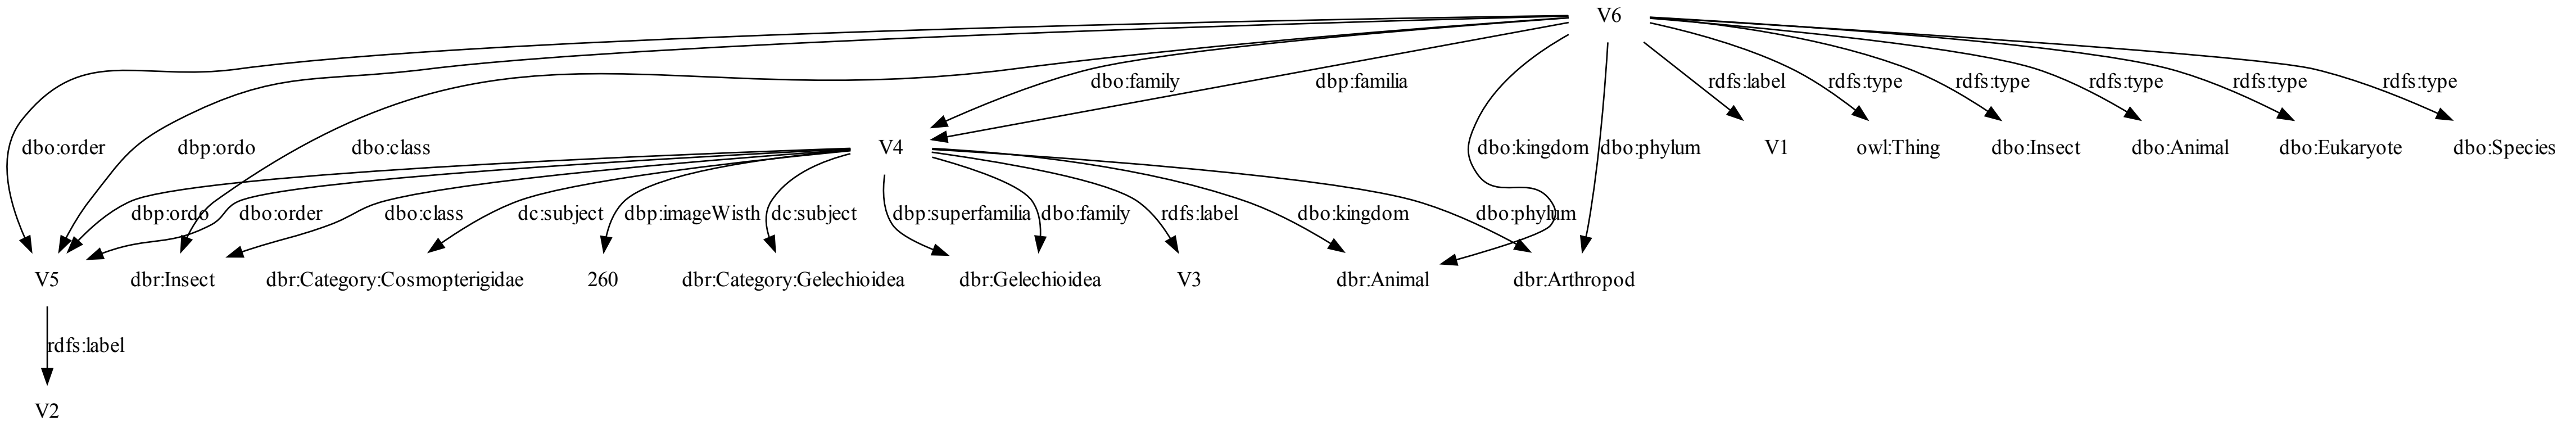 V6
dbo:family
dbp:familia
rdfs:label
rdfs:type
rdfs:type
rdfs:type
rdfs:type
rdfs:type
dbo:order
dbp:ordo
dbo:class
V4
dbo:kingdom
dbo:phylum
V1
owl:Thing
dbo:Insect
dbo:Animal
dbo:Eukaryote
dbo:Species
dbp:ordo
dbo:order
dbo:class
dc:subject
dbp:imageWisth
dc:subject
dbp:superfamilia
dbo:family
rdfs:label
dbo:kingdom
dbo:phylum
V5
dbr:Insect
dbr:Category:Cosmopterigidae
260
dbr:Category:Gelechioidea
dbr:Gelechioidea
V3
dbr:Animal
dbr:Arthropod
rdfs:label
V2